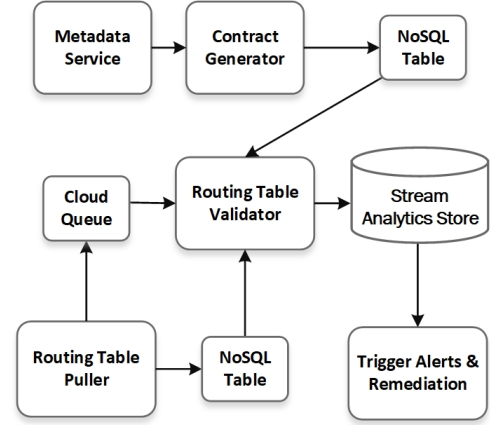 Metadata
Service
Contract
Generator
NoSQL
Table
Cloud
Queue
Routing Table
Validator
Stream
Analytics Store
Routing Table
Puller
NoSQL
Table
Trigger Alerts &
Remediation